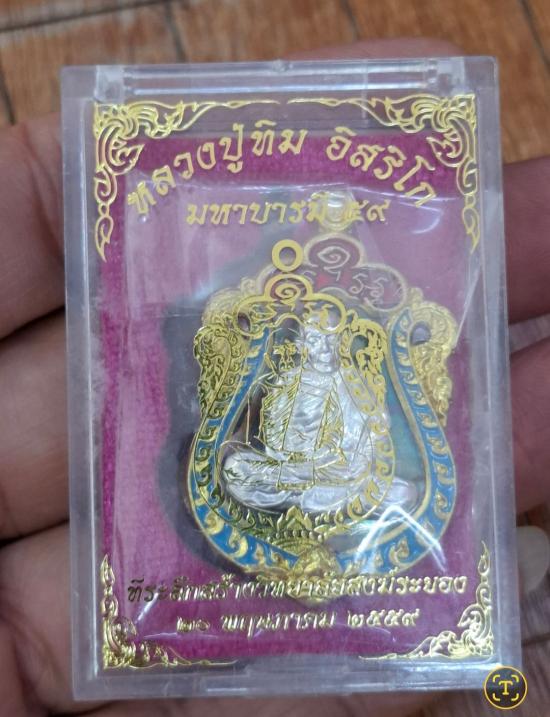 หลวงปู่ทิม อิสริโก
มหาบารมี ๕๙
ที่ระลึกสร้างวิทยาลัยสงฆ์ระยอง
๒๐ พฤษภาคม ๒๕๕๙